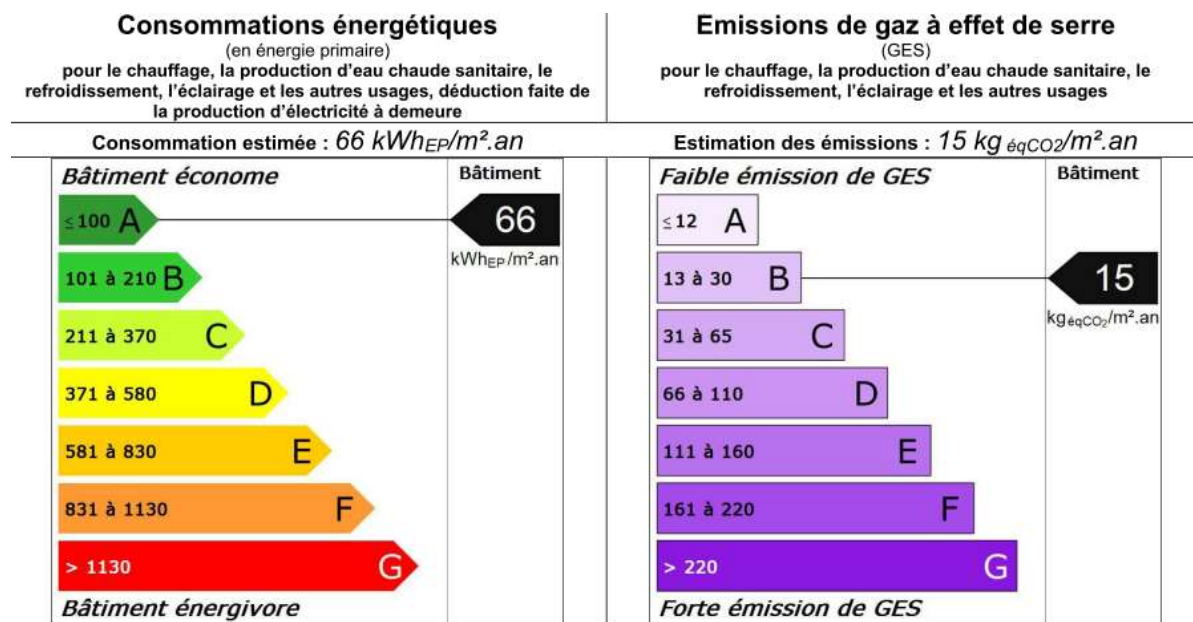 Consommations énergétiques
(en énergie primaire)
pour le chauffage, la production d'eau chaude sanitaire, le
refroidissement, l'éclairage et les autres usages, déduction faite de
la production d'électricité à demeure
Consommation estimée : 66 kWhEP/m².an
Bâtiment économe
Bâtiment
≤ 100 A
66
kWhEP/m².an
101 à 210 B
211 à 370 C
371 à 580 D
581 à 830 E
831 à 1130 F
> 1130 G
Bâtiment énergivore
Emissions de gaz à effet de serre
(GES)
pour le chauffage, la production d'eau chaude sanitaire, le
refroidissement, l'éclairage et les autres usages
Estimation des émissions : 15 kg éqCO2/m².an
Faible émission de GES
Bâtiment
≤ 12 A
13 à 30 B
15
kg éqCO2/m².an
31 à 65 C
66 à 110 D
111 à 160 E
161 à 220 F
> 220 G
Forte émission de GES